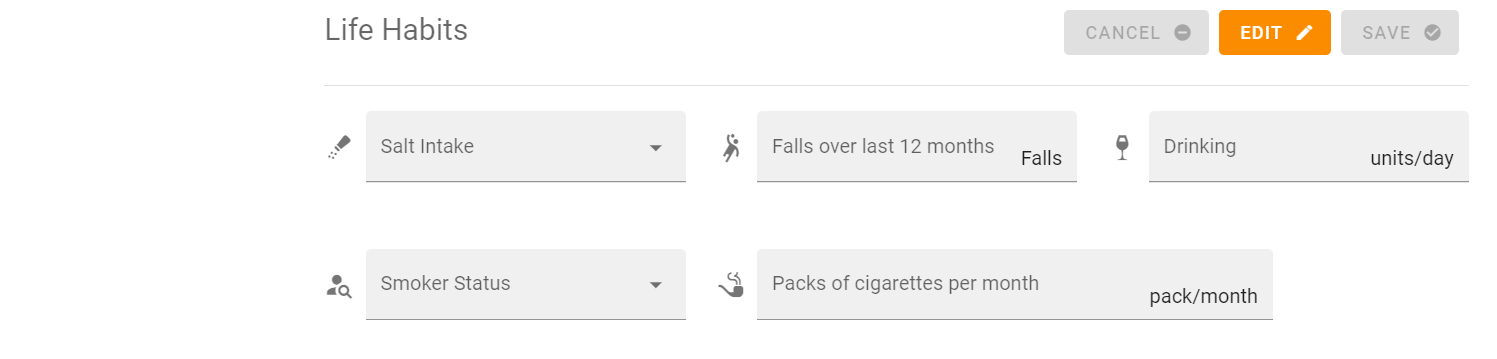 Life Habits
CANCEL EDIT SAVE
Salt Intake
Falls over last 12 months Falls
Drinking units/day
Smoker Status
Packs of cigarettes per month pack/month